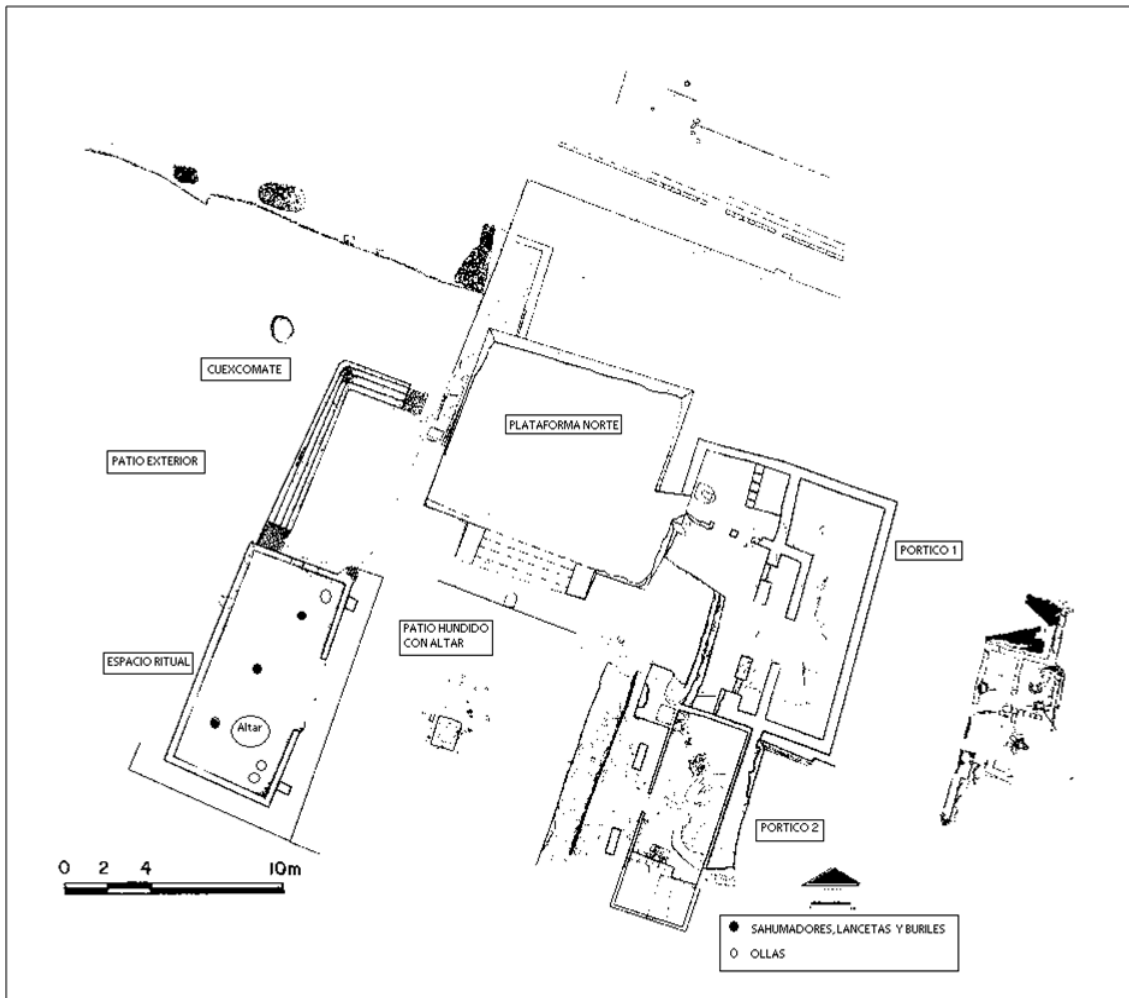 CUEXCOMATE
PLATAFORMA NORTE
PATIO EXTERIOR
PORTICO 1
PATIO HUNDIDO
CON ALTAR
ESPACIO RITUAL
Altar
PORTICO 2
0 2 4 10m
SAHUMADORES, LANCETAS Y BURILES
OLLAS